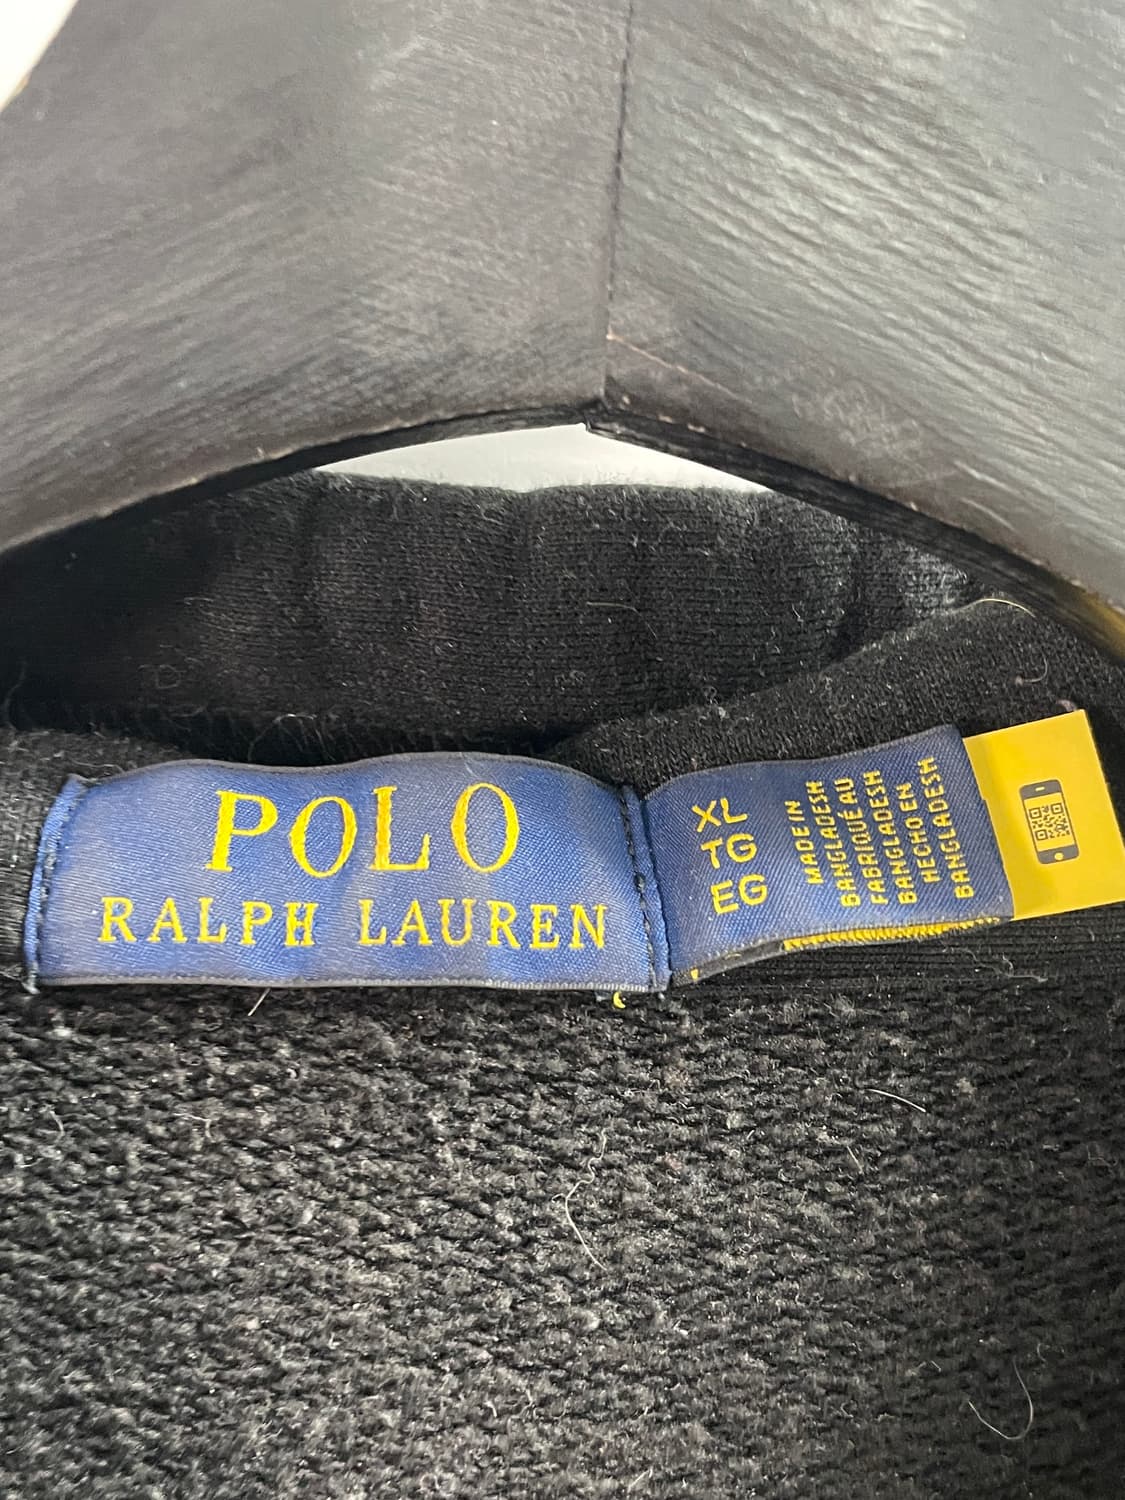 POLO
RALPH LAUREN
XL
TG
EG
MADE IN
BANGLADESH
FABRIQUÉ AU
BANGLADESH
HECHO EN
BANGLADESH